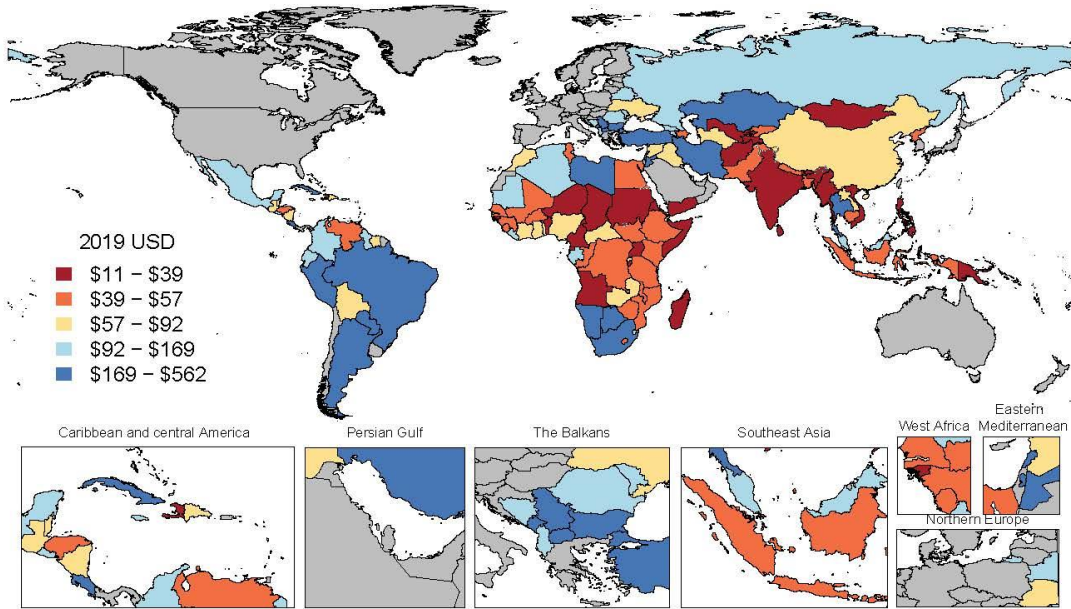 2019 USD
$11 – $39
$39 – $57
$57 – $92
$92 – $169
$169 – $562
Caribbean and central America
Persian Gulf
The Balkans
Southeast Asia
West Africa
Eastern
Mediterranean
Northern Europe